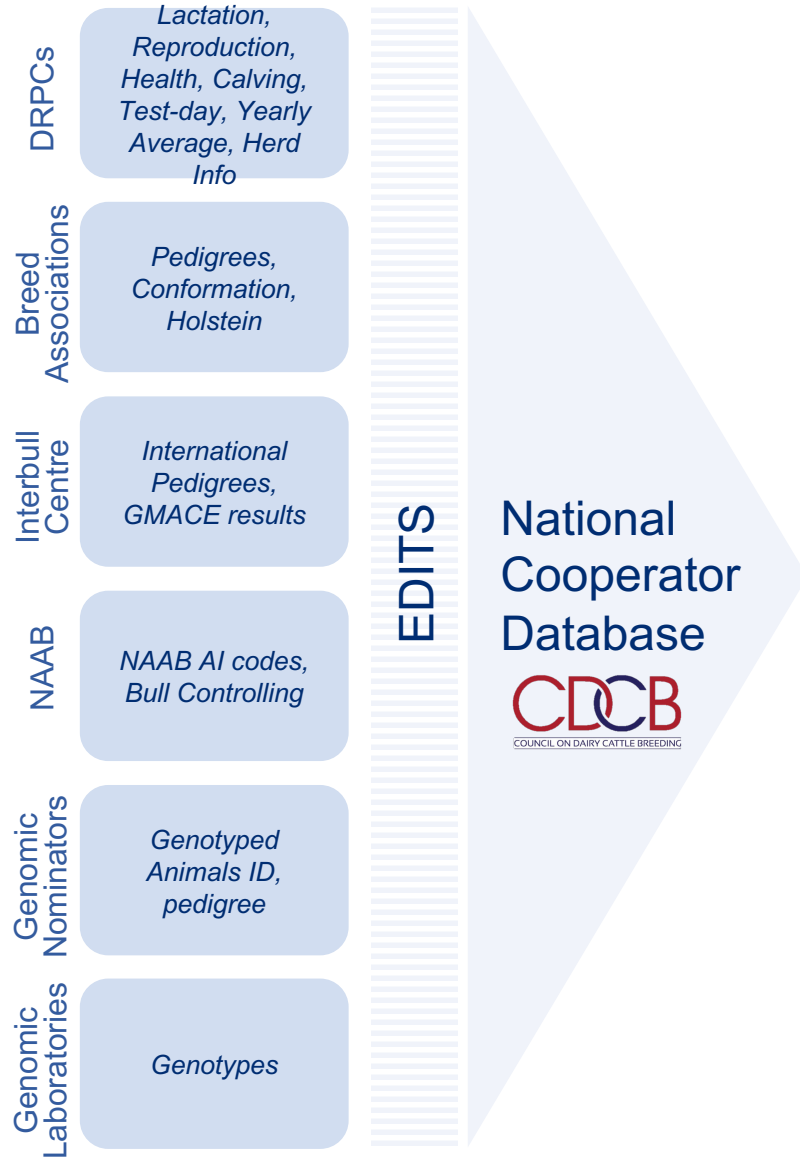 DRPCs
Lactation,
Reproduction,
Health, Calving,
Test-day, Yearly
Average, Herd
Info
Breed
Associations
Pedigrees,
Conformation,
Holstein
Interbull
Centre
International
Pedigrees,
GMACE results
NAAB
NAAB AI codes,
Bull Controlling
Genomic
Nominators
Genotyped
Animals ID,
pedigree
Genomic
Laboratories
Genotypes
EDITS
National
Cooperator
Database
CDCB
COUNCIL ON DAIRY CATTLE BREEDING